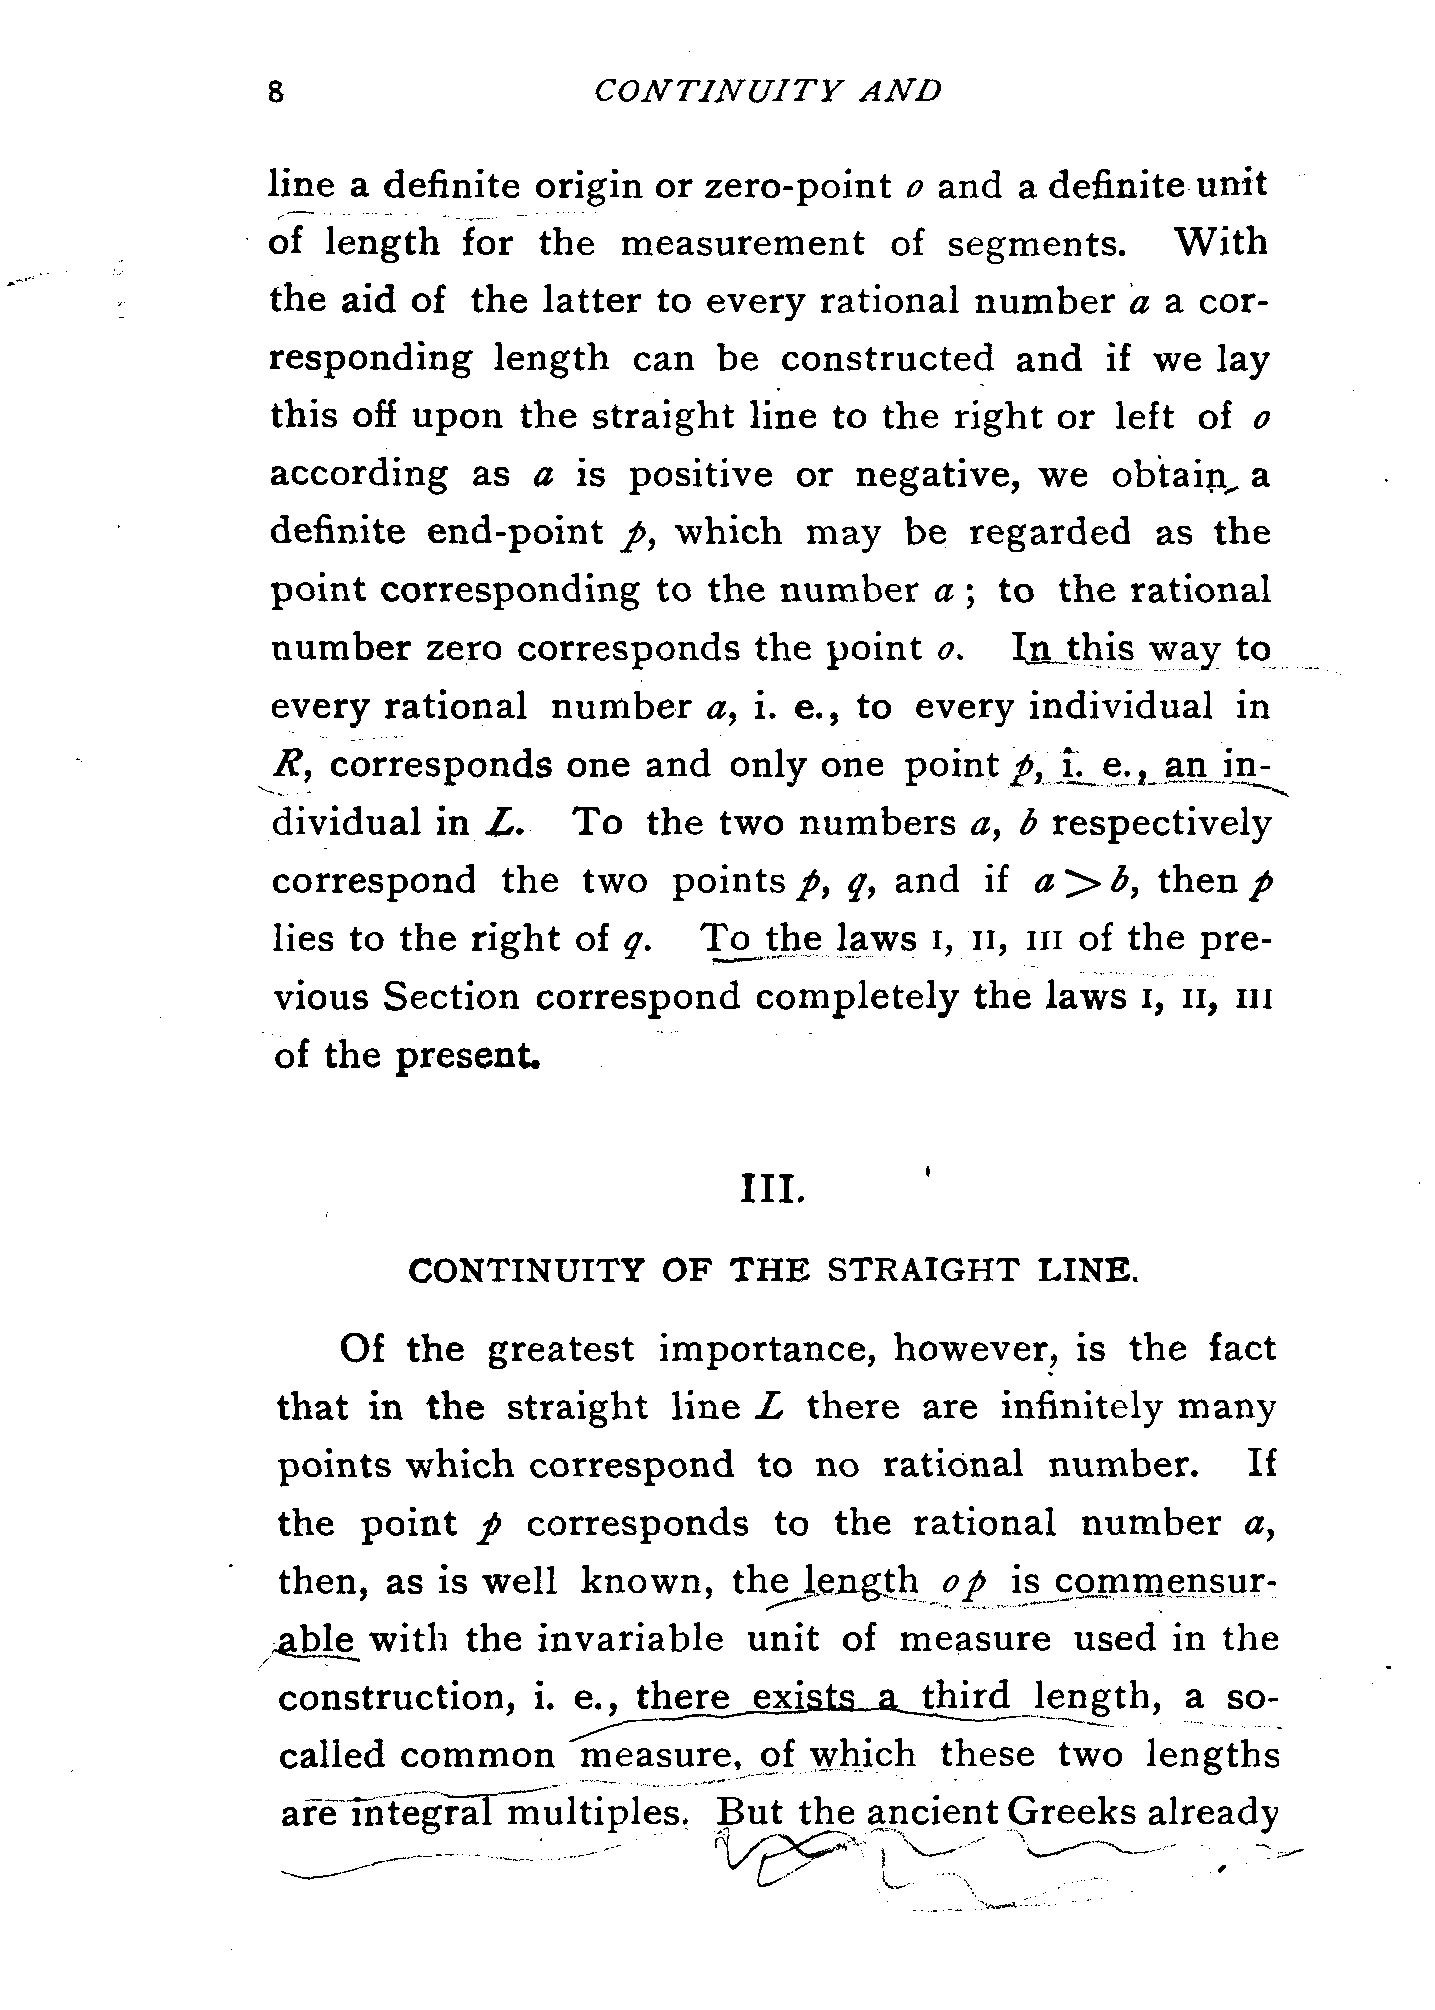 8 CONTINUITY AND
line a definite origin or zero-point o and a definite unit
of length for the measurement of segments. With
the aid of the latter to every rational number a a cor-
responding length can be constructed and if we lay
this off upon the straight line to the right or left of o
according as a is positive or negative, we obtain a
definite end-point p, which may be regarded as the
point corresponding to the number a ; to the rational
number zero corresponds the point o. In this way to
every rational number a, i. e., to every individual in
R, corresponds one and only one point p, i. e., an in-
dividual in L. To the two numbers a, b respectively
correspond the two points p, q, and if a > b, then p
lies to the right of q. To the laws I, II, III of the pre-
vious Section correspond completely the laws I, II, III
of the present.
III.
CONTINUITY OF THE STRAIGHT LINE.
Of the greatest importance, however, is the fact
that in the straight line L there are infinitely many
points which correspond to no rational number. If
the point p corresponds to the rational number a,
then, as is well known, the length o p is commensur-
able with the invariable unit of measure used in the
construction, i. e., there exists a third length, a so-
called common measure, of which these two lengths
are integral multiples. But the ancient Greeks already